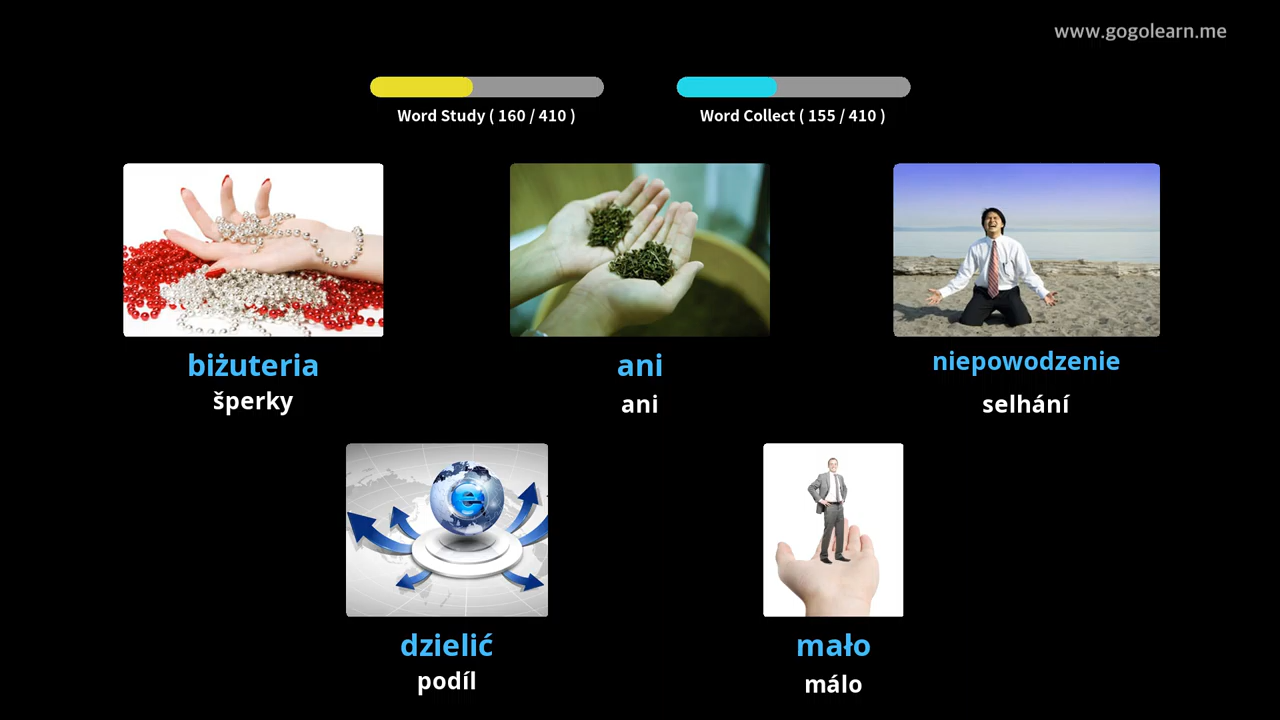 www.gogolearn.me
Word Study ( 160 / 410 )
Word Collect ( 155 / 410 )
biżuteria
šperky
ani
ani
niepowodzenie
selhání
e
dzielić
podíl
mało
málo